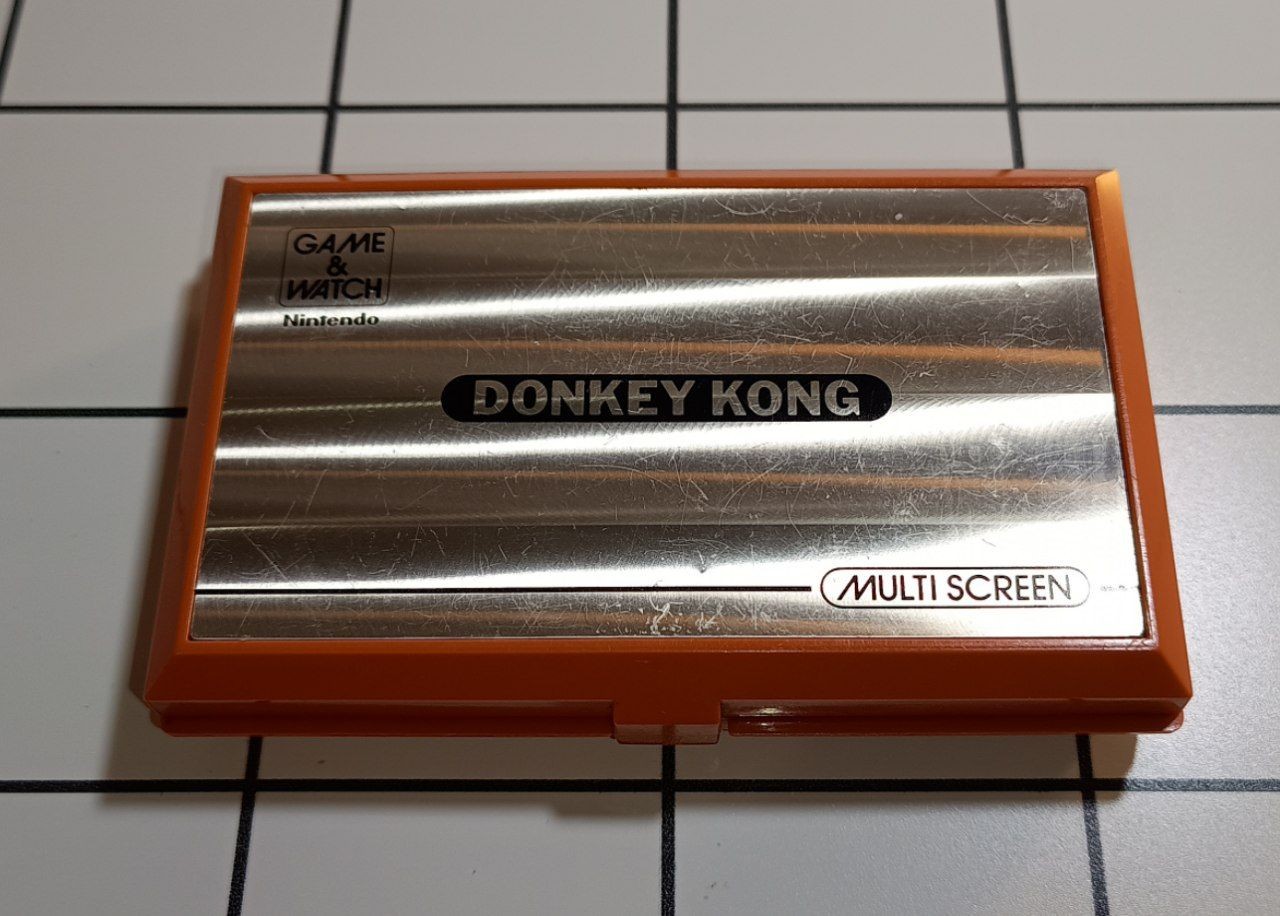 GAME
&
WATCH
Nintendo
DONKEY KONG
MULTI SCREEN